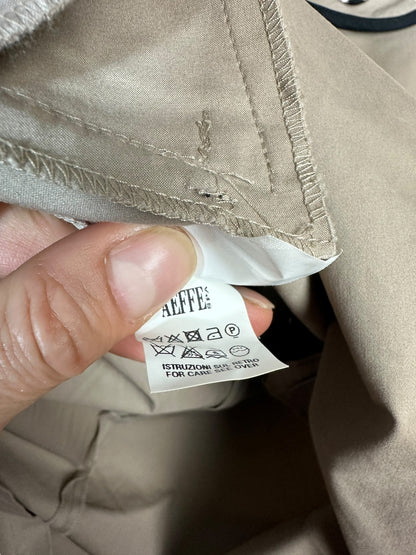 AEFFE
ISTRUZIONI SUL RETRO
FOR CARE SEE OVER